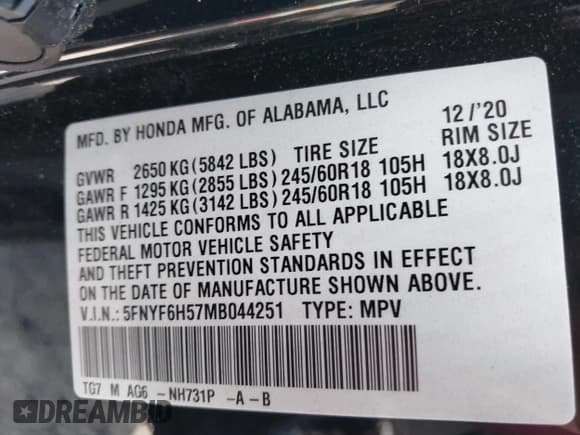 MFD. BY HONDA MFG. OF ALABAMA, LLC 12/'20
GVWR 2650 KG (5842 LBS) TIRE SIZE RIM SIZE
GAWR F 1295 KG (2855 LBS) 245/60R18 105H 18X8.0J
GAWR R 1425 KG (3142 LBS) 245/60R18 105H 18X8.0J
THIS VEHICLE CONFORMS TO ALL APPLICABLE
FEDERAL MOTOR VEHICLE SAFETY
AND THEFT PREVENTION STANDARDS IN EFFECT
ON THE DATE OF MANUFACTURE SHOWN ABOVE.
V.I.N.: 5FNYF6H57MB044251 TYPE: MPV
TG7 M AG6 -NH731P -A-B
DREAMBID